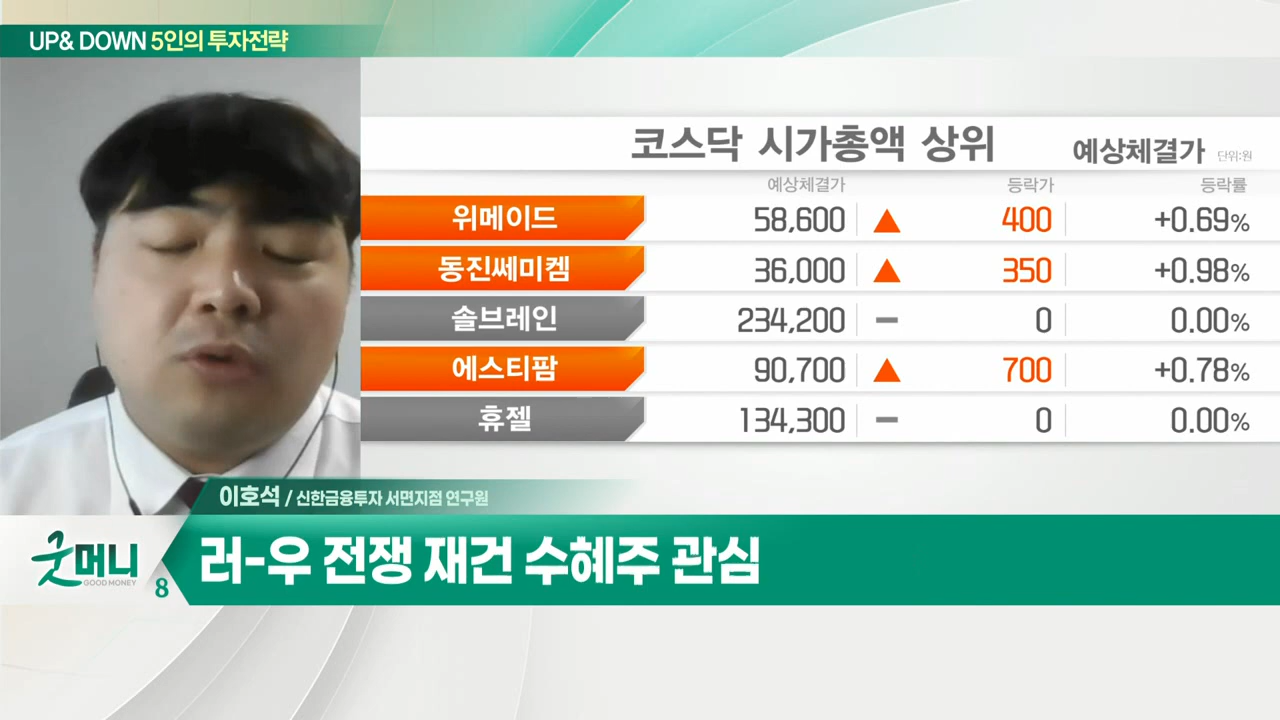 UP& DOWN 5인의 투자전략
코스닥 시가총액 상위 예상체결가 단위:원
예상체결가 등락가 등락률
위메이드 58,600 ▲ 400 +0.69%
동진쎄미켐 36,000 ▲ 350 +0.98%
솔브레인 234,200 － 0 0.00%
에스티팜 90,700 ▲ 700 +0.78%
휴젤 134,300 － 0 0.00%
이호석 / 신한금융투자 서면지점 연구원
굿머니 GOOD MONEY 8
러-우 전쟁 재건 수혜주 관심